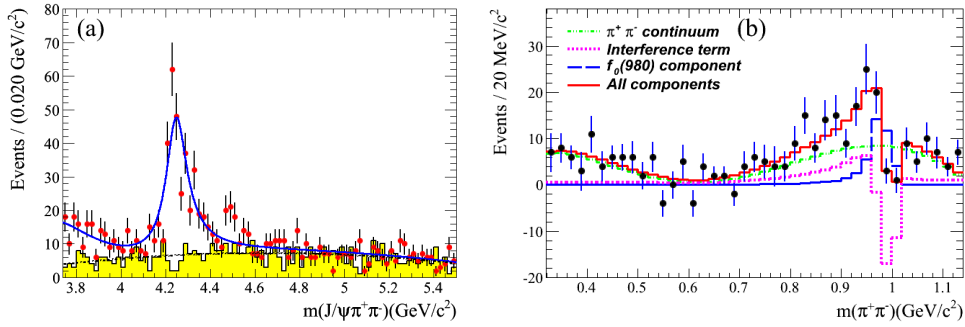 (a)
Events / (0.020 GeV/c²)
80
70
60
50
40
30
20
10
0
3.8 4 4.2 4.4 4.6 4.8 5 5.2 5.4
m(J/ψπ⁺π⁻)(GeV/c²)
(b)
Events / 20 MeV/c²
π⁺ π⁻ continuum
Interference term
f₀(980) component
All components
30
20
10
0
-10
-20
0.4 0.5 0.6 0.7 0.8 0.9 1 1.1
m(π⁺π⁻)(GeV/c²)